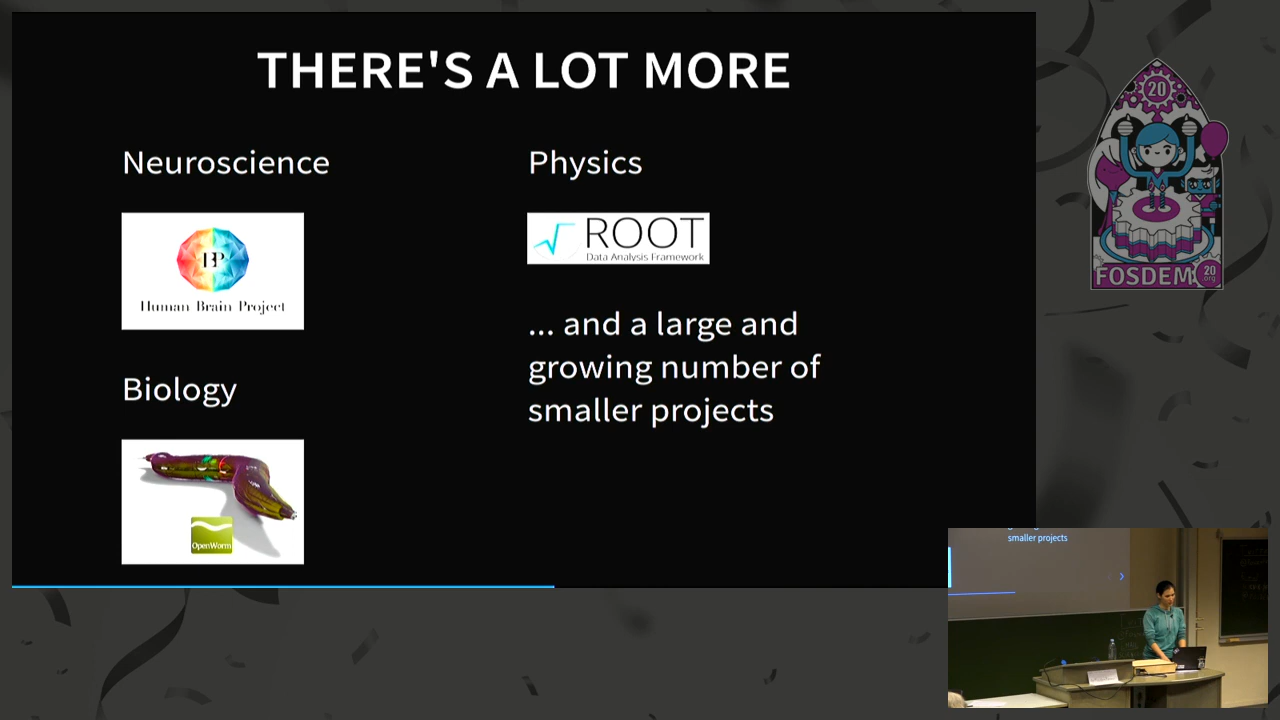 THERE'S A LOT MORE
Neuroscience
HBP
Human Brain Project
Biology
OpenWorm
Physics
ROOT
Data Analysis Framework
... and a large and
growing number of
smaller projects
20
FOSDEM
20
.org
smaller projects